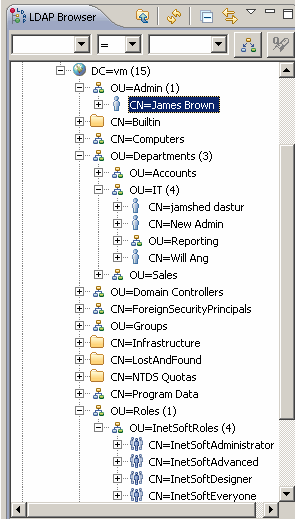 LDAP Browser
=
DC=vm (15)
OU=Admin (1)
CN=James Brown
CN=Builtin
CN=Computers
OU=Departments (3)
OU=Accounts
OU=IT (4)
CN=jamshed dastur
CN=New Admin
OU=Reporting
CN=Will Ang
OU=Sales
OU=Domain Controllers
CN=ForeignSecurityPrincipals
OU=Groups
CN=Infrastructure
CN=LostAndFound
CN=NTDS Quotas
CN=Program Data
OU=Roles (1)
OU=InetSoftRoles (4)
CN=InetSoftAdministrator
CN=InetSoftAdvanced
CN=InetSoftDesigner
CN=InetSoftEveryone